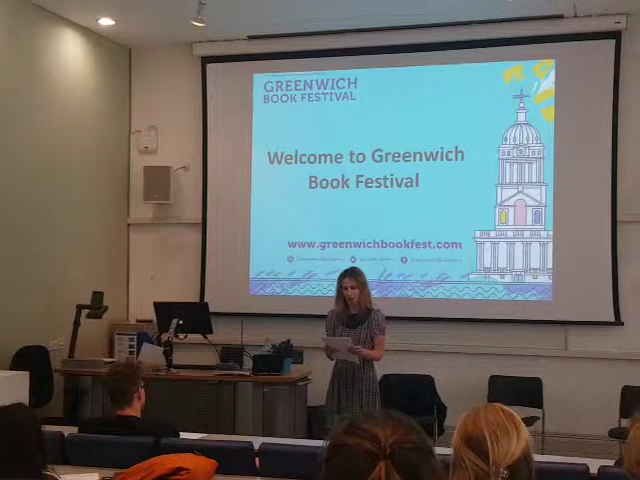 GREENWICH
BOOK FESTIVAL
Welcome to Greenwich
Book Festival
www.greenwichbookfest.com